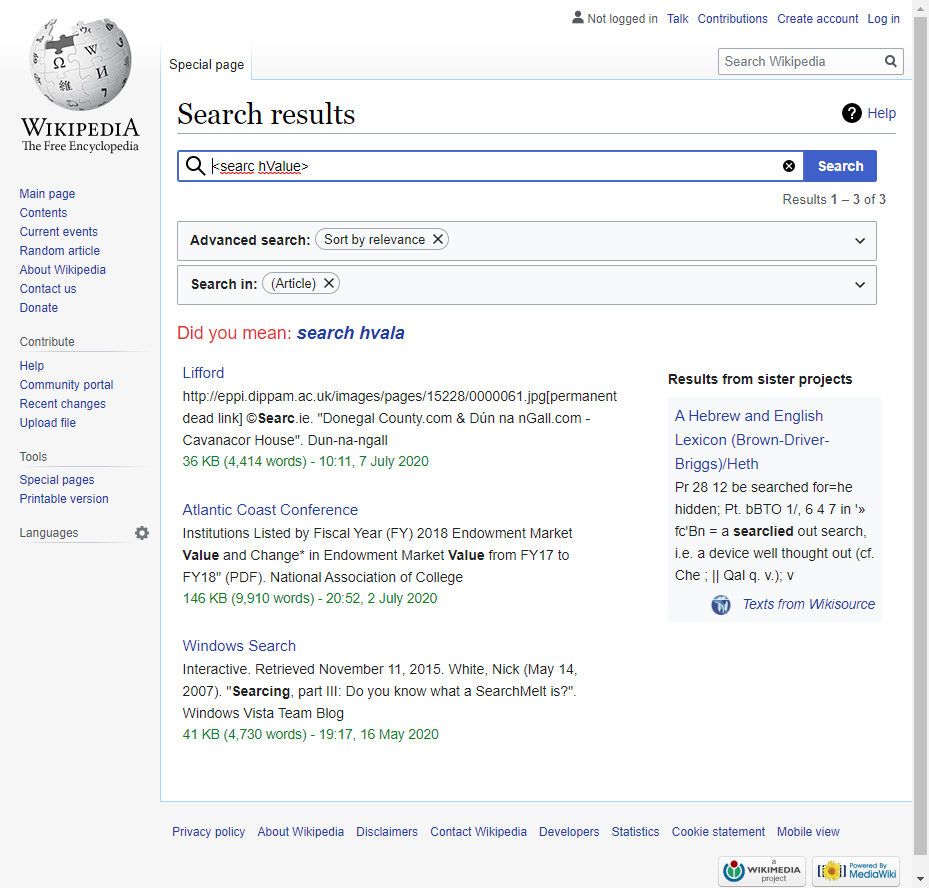 Not logged in Talk Contributions Create account Log in
Special page
Search Wikipedia
WIKIPEDIA
The Free Encyclopedia
Main page
Contents
Current events
Random article
About Wikipedia
Contact us
Donate
Contribute
Help
Community portal
Recent changes
Upload file
Tools
Special pages
Printable version
Languages
Search results
Help
<searc hValue>
Search
Results 1 – 3 of 3
Advanced search: Sort by relevance
Search in: (Article)
Did you mean: search hvala
Lifford
http://eppi.dippam.ac.uk/images/pages/15228/0000061.jpg[permanent
dead link] ©Searc.ie. "Donegal County.com & Dún na nGall.com -
Cavanacor House". Dun-na-ngall
36 KB (4,414 words) - 10:11, 7 July 2020
Atlantic Coast Conference
Institutions Listed by Fiscal Year (FY) 2018 Endowment Market
Value and Change* in Endowment Market Value from FY17 to
FY18" (PDF). National Association of College
146 KB (9,910 words) - 20:52, 2 July 2020
Windows Search
Interactive. Retrieved November 11, 2015. White, Nick (May 14,
2007). "Searcing, part III: Do you know what a SearchMelt is?".
Windows Vista Team Blog
41 KB (4,730 words) - 19:17, 16 May 2020
Results from sister projects
A Hebrew and English
Lexicon (Brown-Driver-
Briggs)/Heth
Pr 28 12 be searched for=he
hidden; Pt. bBTO 1/, 6 4 7 in '»
fc'Bn = a searclied out search,
i.e. a device well thought out (cf.
Che ; || Qal q. v.); v
Texts from Wikisource
Privacy policy About Wikipedia Disclaimers Contact Wikipedia Developers Statistics Cookie statement Mobile view
a
WIKIMEDIA
project
Powered By
MediaWiki